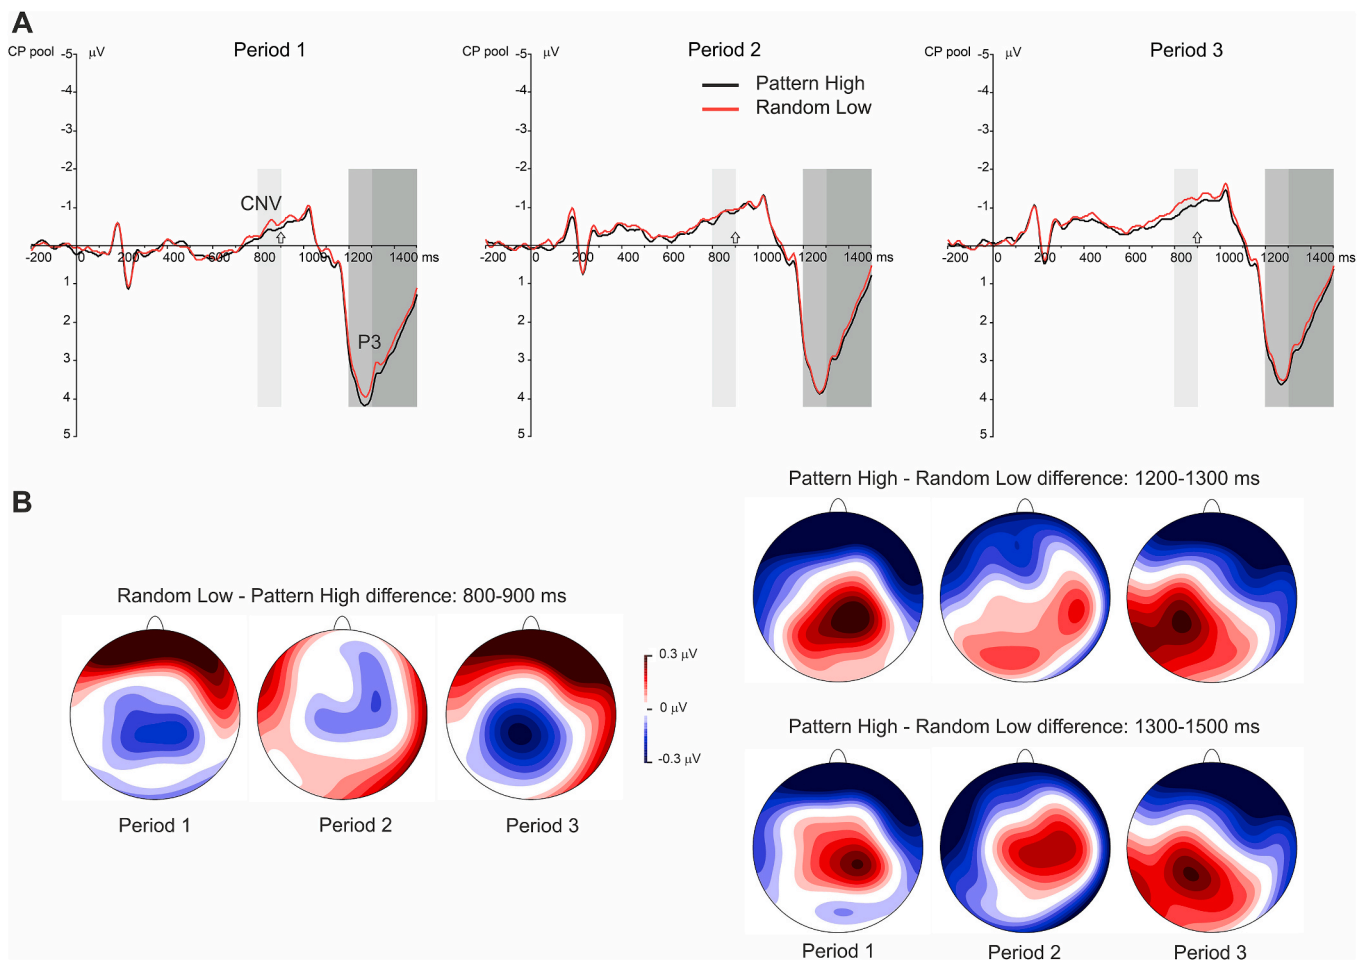 A
CP pool -5 μV Period 1
-4
-3
-2
-1
CNV
-200 0 200 400 600 800 1000 1200 1400 ms
1
2
3
P3
4
5
CP pool -5 μV Period 2
Pattern High
Random Low
-4
-3
-2
-1
-200 0 200 400 600 800 1000 1200 1400 ms
1
2
3
4
5
CP pool -5 μV Period 3
-4
-3
-2
-1
-200 0 200 400 600 800 1000 1200 1400 ms
1
2
3
4
5
B
Random Low - Pattern High difference: 800-900 ms
0.3 μV
0 μV
-0.3 μV
Period 1 Period 2 Period 3
Pattern High - Random Low difference: 1200-1300 ms
Pattern High - Random Low difference: 1300-1500 ms
Period 1 Period 2 Period 3